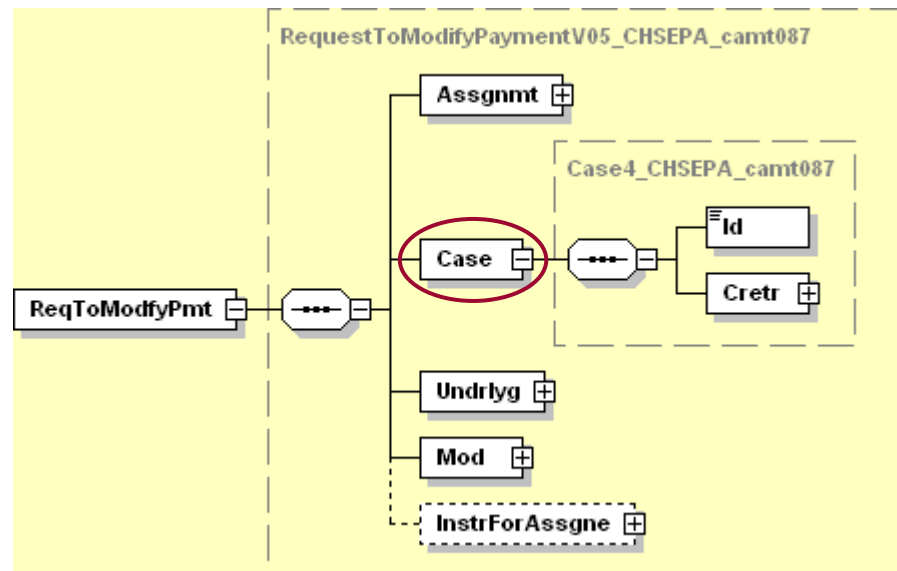 RequestToModifyPaymentV05_CHSEPA_camt087
Assgnmt
Case4_CHSEPA_camt087
Id
Case
Cretr
ReqToModfyPmt
Undrlyg
Mod
InstrForAssgne